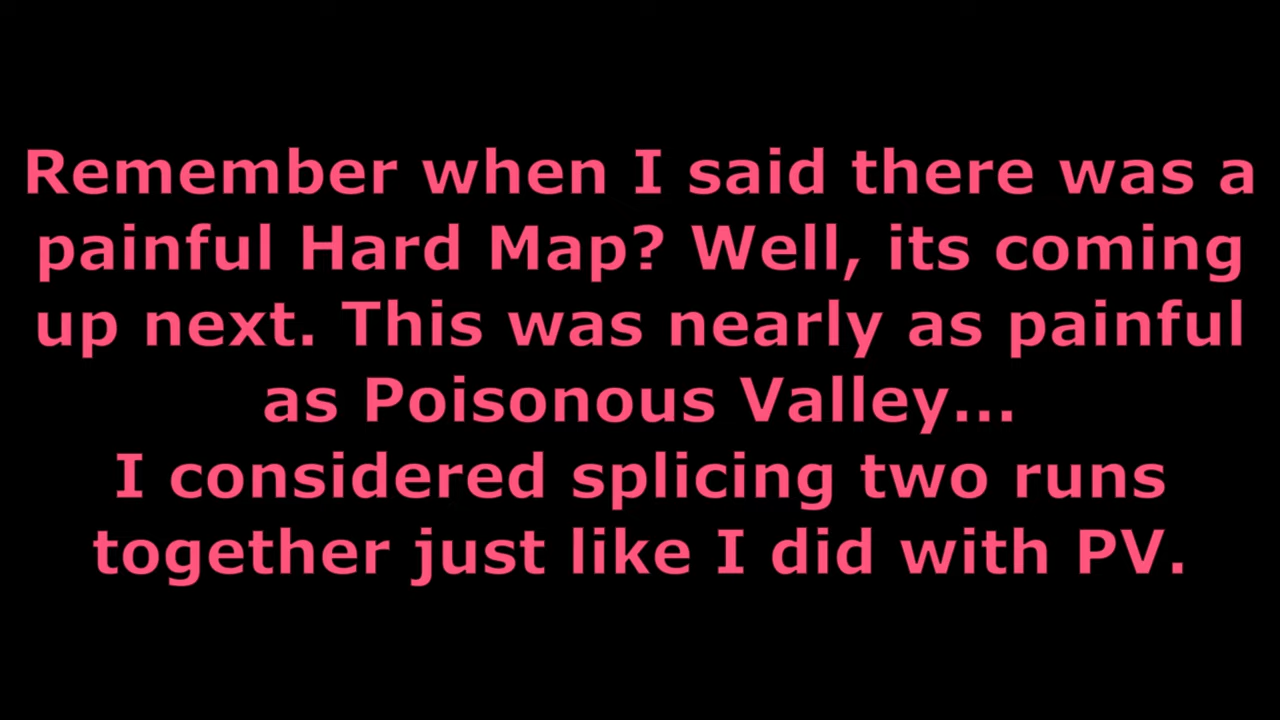 Remember when I said there was a
painful Hard Map? Well, its coming
up next. This was nearly as painful
as Poisonous Valley...
I considered splicing two runs
together just like I did with PV.